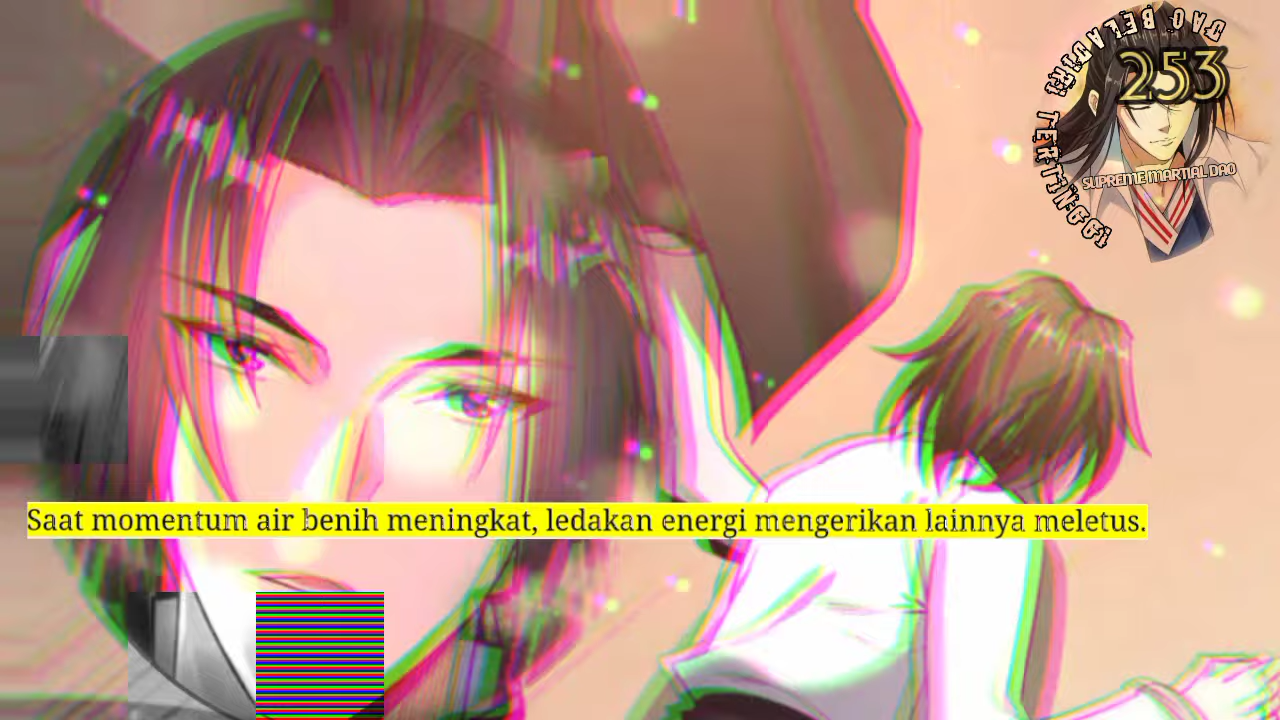 DAO BELADIRI TERTINGGI
253
SUPREME MARTIAL DAO
Saat momentum air benih meningkat, ledakan energi mengerikan lainnya meletus.